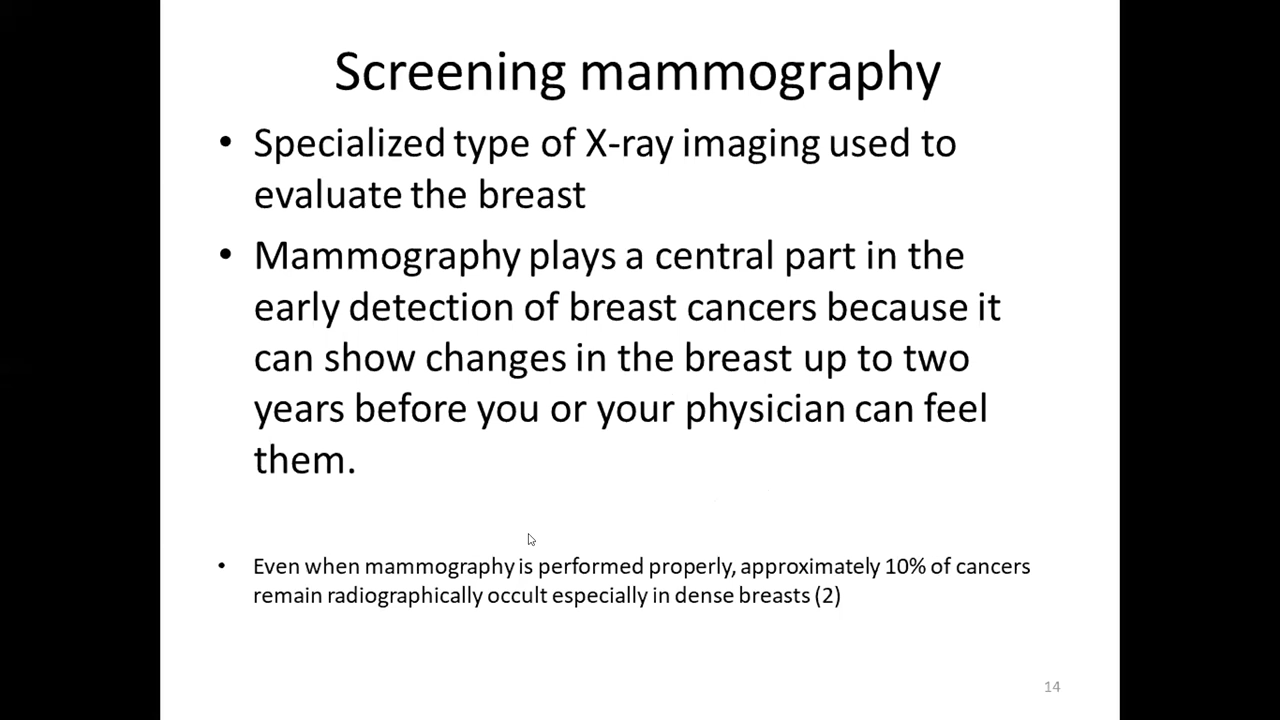 Screening mammography
• Specialized type of X-ray imaging used to
evaluate the breast
• Mammography plays a central part in the
early detection of breast cancers because it
can show changes in the breast up to two
years before you or your physician can feel
them.
• Even when mammography is performed properly, approximately 10% of cancers
remain radiographically occult especially in dense breasts (2)
14